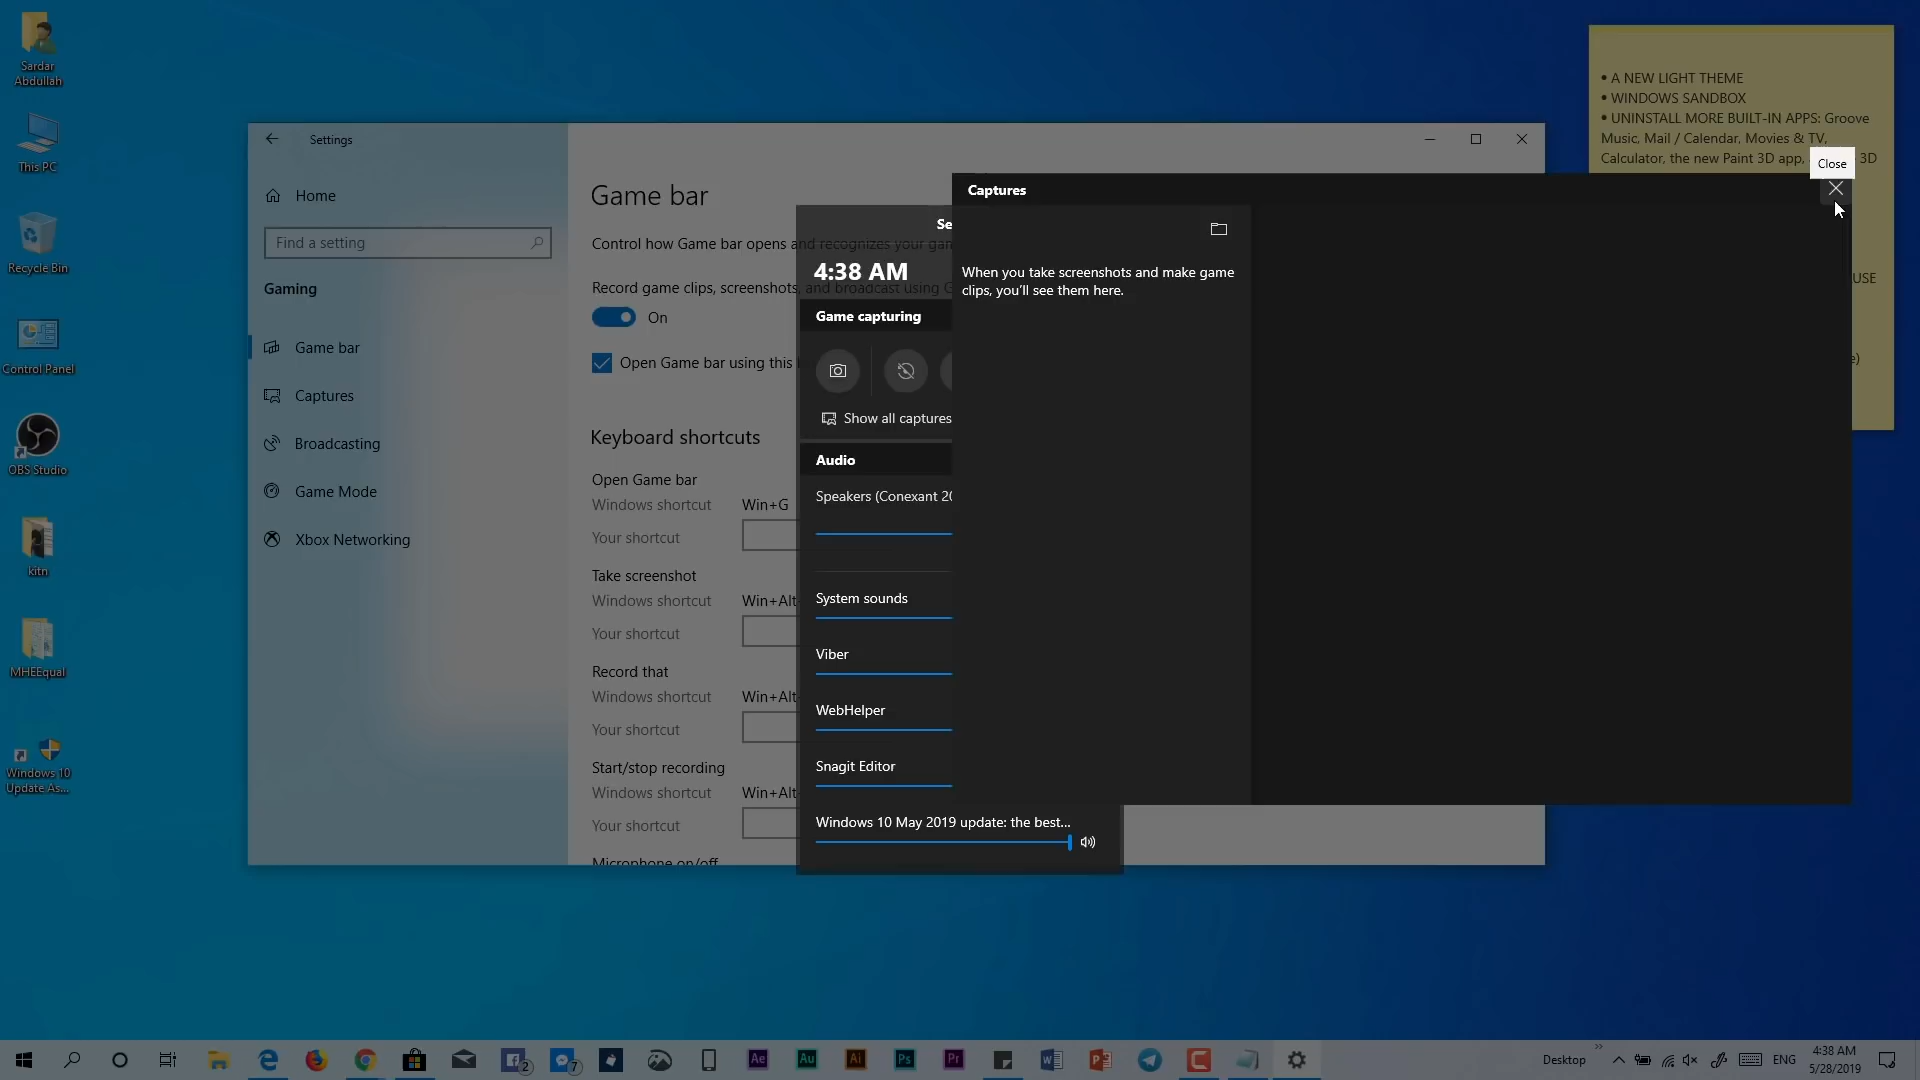 Sardar
Abdullah
This PC
Recycle Bin
Control Panel
OBS Studio
kitn
MHEEqual
Windows 10
Update As...
Settings
Home
Find a setting
Gaming
Game bar
Captures
Broadcasting
Game Mode
Xbox Networking
Game bar
Control how Game bar opens and recognizes your
Record game clips, screenshots, and broadcast using
On
Open Game bar using this
Keyboard shortcuts
Open Game bar
Windows shortcut Win+G
Your shortcut
Take screenshot
Windows shortcut Win+Alt
Your shortcut
Record that
Windows shortcut Win+Alt
Your shortcut
Start/stop recording
Windows shortcut Win+Alt
Your shortcut
Microphone on/off
Se
4:38 AM
Game capturing
Show all captures
Audio
Speakers (Conexant 20
System sounds
Viber
WebHelper
Snagit Editor
Windows 10 May 2019 update: the best...
Captures
When you take screenshots and make game
clips, you'll see them here.
Close
• A NEW LIGHT THEME
• WINDOWS SANDBOX
• UNINSTALL MORE BUILT-IN APPS: Groove
Music, Mail / Calendar, Movies & TV,
Calculator, the new Paint 3D app, 3D
USE
e)
2
7
Ae
Au
Ai
Ps
Pr
Desktop
ENG
4:38 AM
5/28/2019